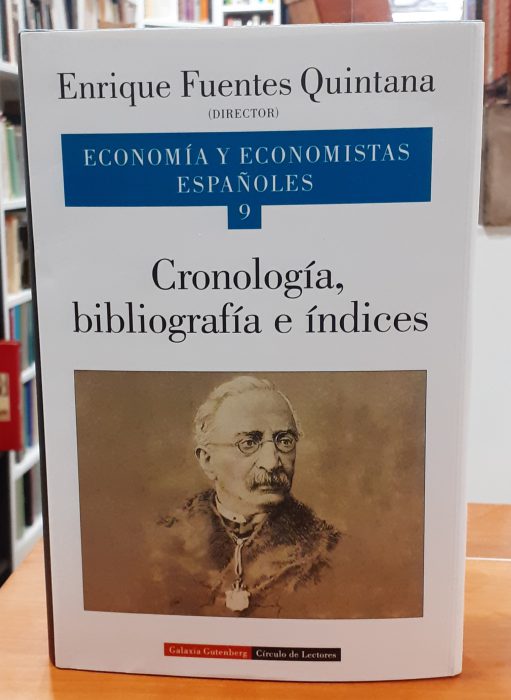 Enrique Fuentes Quintana
(DIRECTOR)
ECONOMÍA Y ECONOMISTAS
ESPAÑOLES
9
Cronología,
bibliografía e índices
Galaxia Gutenberg Círculo de Lectores